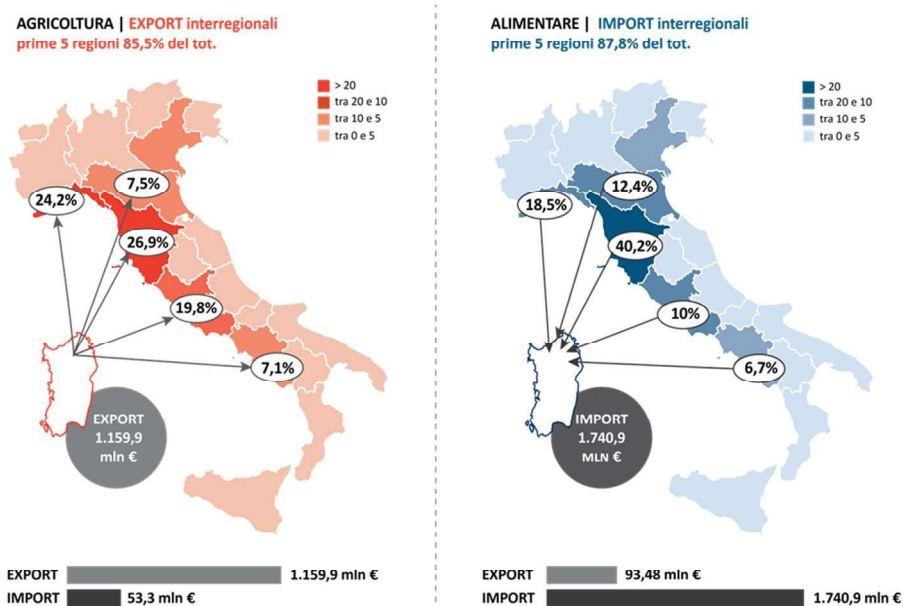 AGRICOLTURA | EXPORT interregionali
prime 5 regioni 85,5% del tot.
> 20
tra 20 e 10
tra 10 e 5
tra 0 e 5
7,5%
24,2%
26,9%
19,8%
7,1%
EXPORT
1.159,9
mln €
EXPORT 1.159,9 mln €
IMPORT 53,3 mln €
ALIMENTARE | IMPORT interregionali
prime 5 regioni 87,8% del tot.
> 20
tra 20 e 10
tra 10 e 5
tra 0 e 5
12,4%
18,5%
40,2%
10%
6,7%
IMPORT
1.740,9
MLN €
EXPORT 93,48 mln €
IMPORT 1.740,9 mln €